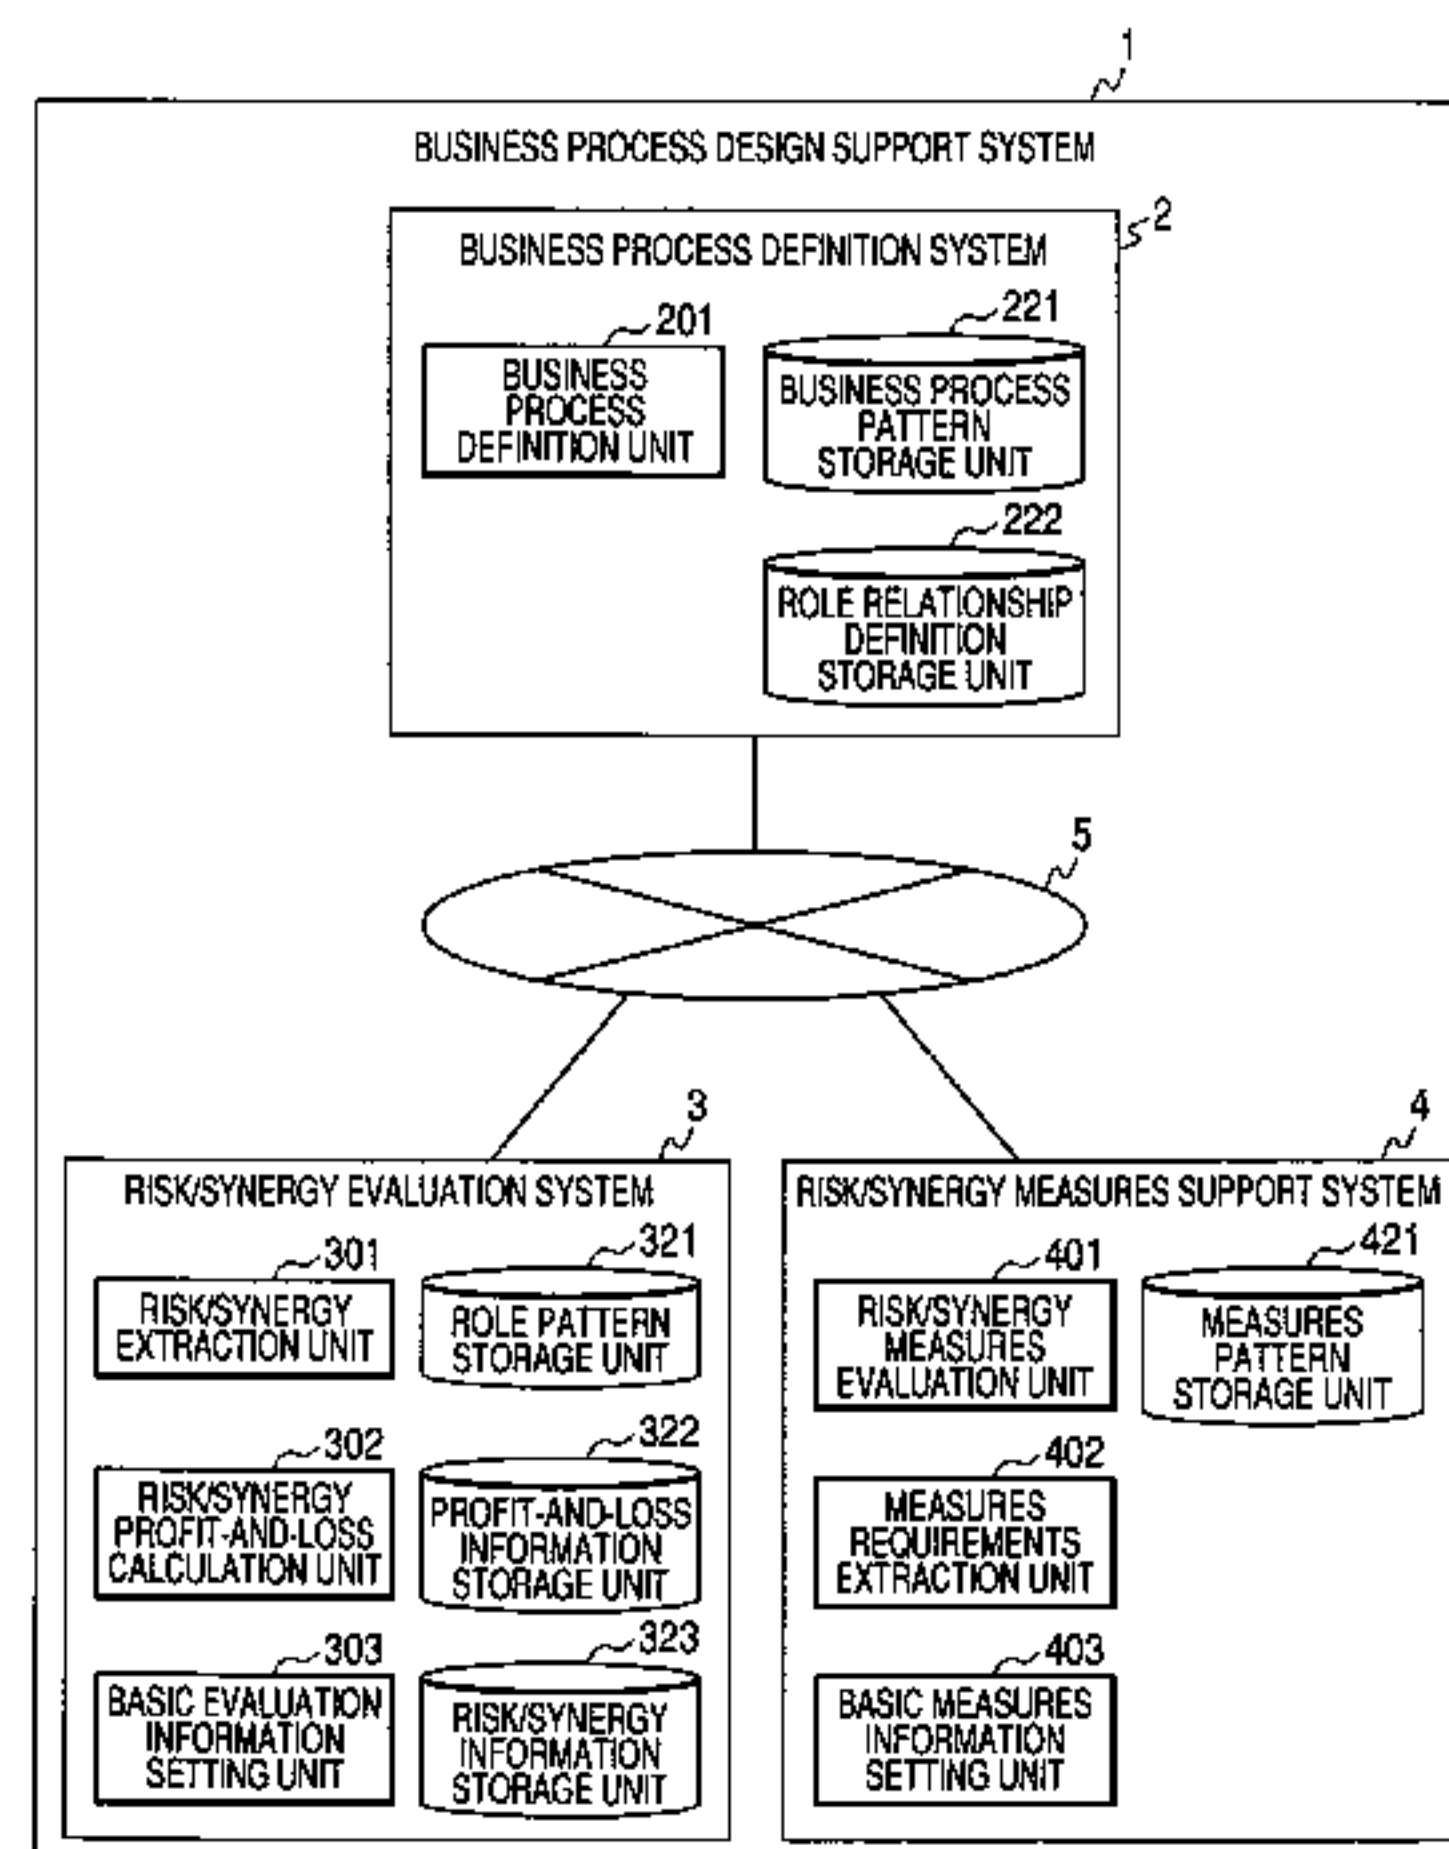 1
BUSINESS PROCESS DESIGN SUPPORT SYSTEM
2
BUSINESS PROCESS DEFINITION SYSTEM
201
BUSINESS
PROCESS
DEFINITION UNIT
221
BUSINESS PROCESS
PATTERN
STORAGE UNIT
222
ROLE RELATIONSHIP
DEFINITION
STORAGE UNIT
5
3
RISK/SYNERGY EVALUATION SYSTEM
301
RISK/SYNERGY
EXTRACTION UNIT
321
ROLE PATTERN
STORAGE UNIT
302
RISK/SYNERGY
PROFIT-AND-LOSS
CALCULATION UNIT
322
PROFIT-AND-LOSS
INFORMATION
STORAGE UNIT
303
BASIC EVALUATION
INFORMATION
SETTING UNIT
323
RISK/SYNERGY
INFORMATION
STORAGE UNIT
4
RISK/SYNERGY MEASURES SUPPORT SYSTEM
401
RISK/SYNERGY
MEASURES
EVALUATION UNIT
421
MEASURES
PATTERN
STORAGE UNIT
402
MEASURES
REQUIREMENTS
EXTRACTION UNIT
403
BASIC MEASURES
INFORMATION
SETTING UNIT